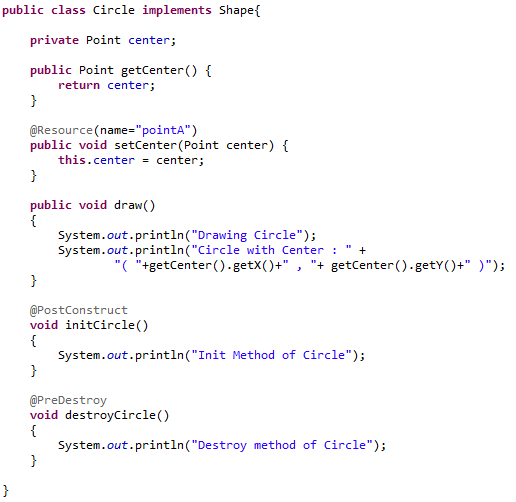 public class Circle implements Shape{
private Point center;
public Point getCenter() {
return center;
}
@Resource(name="pointA")
public void setCenter(Point center) {
this.center = center;
}
public void draw()
{
System.out.println("Drawing Circle");
System.out.println("Circle with Center : " +
"( "+getCenter().getX()+" , "+ getCenter().getY()+" )");
}
@PostConstruct
void initCircle()
{
System.out.println("Init Method of Circle");
}
@PreDestroy
void destroyCircle()
{
System.out.println("Destroy method of Circle");
}
}